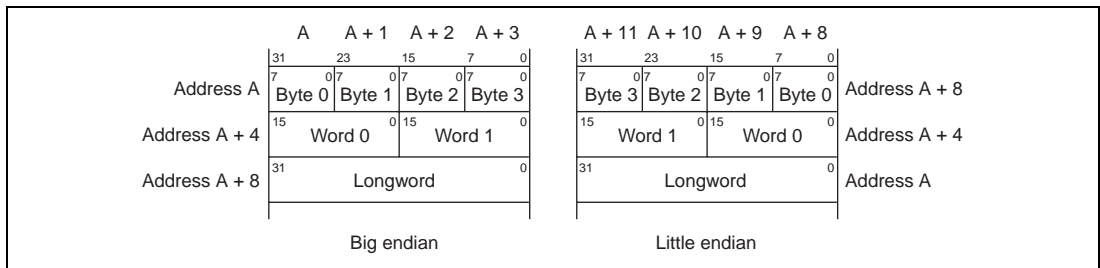 A A + 1 A + 2 A + 3 A + 11 A + 10 A + 9 A + 8
31 23 15 7 0 31 23 15 7 0
7 0 7 0 7 0 7 0 7 0 7 0 7 0 7 0
Address A Byte 0 Byte 1 Byte 2 Byte 3 Byte 3 Byte 2 Byte 1 Byte 0 Address A + 8
15 0 15 0 15 0 15 0
Address A + 4 Word 0 Word 1 Word 1 Word 0 Address A + 4
31 0 31 0
Address A + 8 Longword Longword Address A
Big endian Little endian